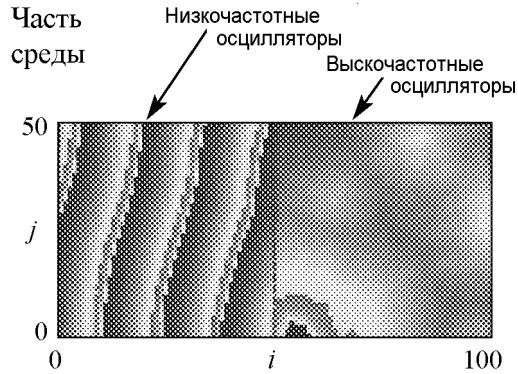 Часть
среды
Низкочастотные
осцилляторы
Выскочастотные
осцилляторы
50
j
0
0
i
100